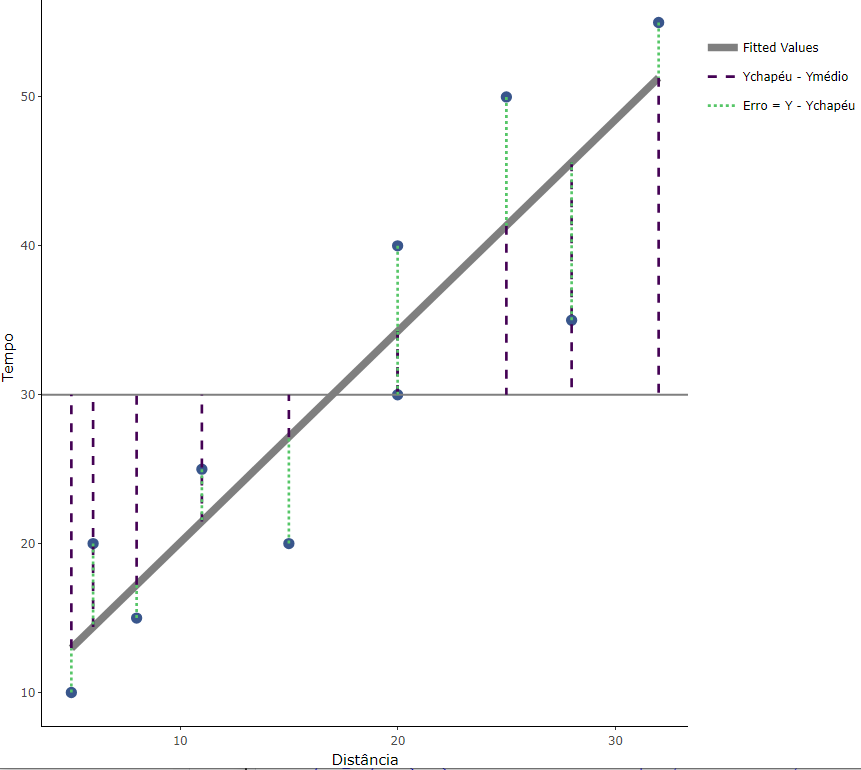 Fitted Values
Ychapéu - Ymédio
Erro = Y - Ychapéu
50
40
30
20
10
Tempo
10
20
30
Distância